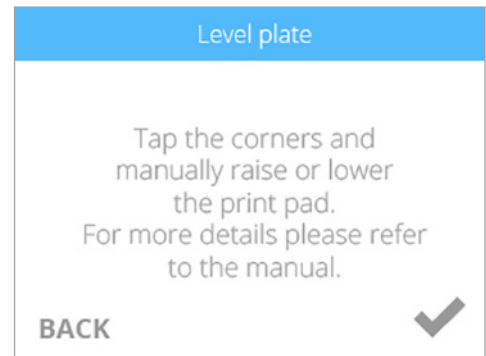 Level plate
Tap the corners and
manually raise or lower
the print pad.
For more details please refer
to the manual.
BACK